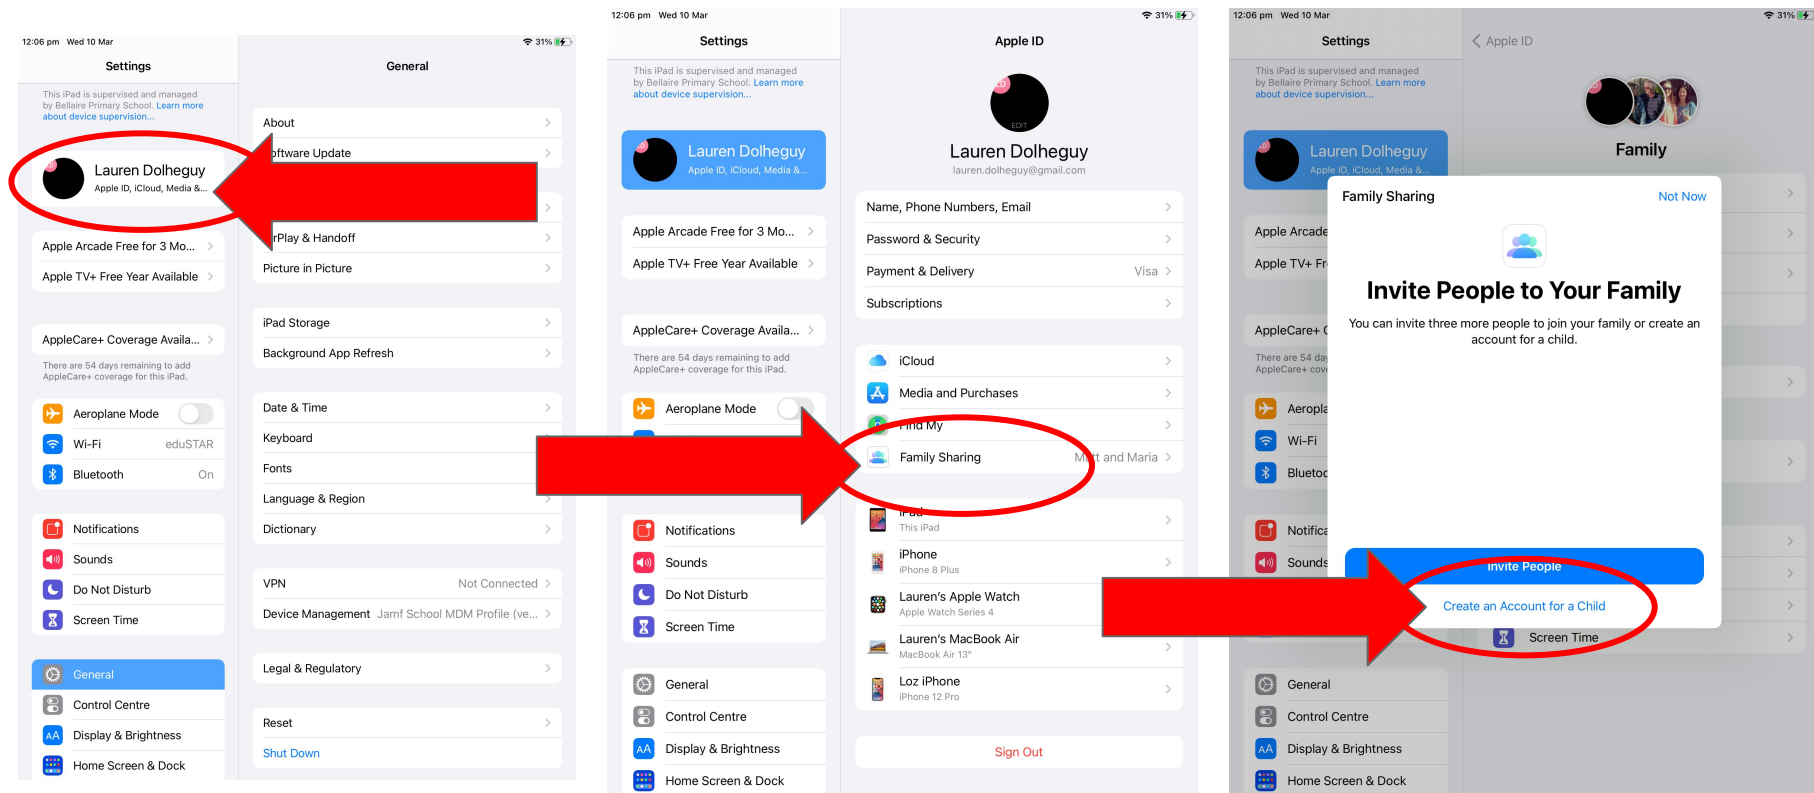 12:06 pm Wed 10 Mar
31%
Settings
This iPad is supervised and managed
by Bellaire Primary School. Learn more
about device supervision...
LD
Lauren Dolheguy
Apple ID, iCloud, Media &...
Apple Arcade Free for 3 Mo...
Apple TV+ Free Year Available
AppleCare+ Coverage Availa...
There are 54 days remaining to add
AppleCare+ coverage for this iPad.
Aeroplane Mode
Wi-Fi eduSTAR
Bluetooth On
Notifications
Sounds
Do Not Disturb
Screen Time
General
Control Centre
AA Display & Brightness
Home Screen & Dock
General
About
Software Update
AirPlay & Handoff
Picture in Picture
iPad Storage
Background App Refresh
Date & Time
Keyboard
Fonts
Language & Region
Dictionary
VPN Not Connected
Device Management Jamf School MDM Profile (ve...
Legal & Regulatory
Reset
Shut Down
12:06 pm Wed 10 Mar
31%
Settings
This iPad is supervised and managed
by Bellaire Primary School. Learn more
about device supervision...
LD
Lauren Dolheguy
Apple ID, iCloud, Media &...
Apple Arcade Free for 3 Mo...
Apple TV+ Free Year Available
AppleCare+ Coverage Availa...
There are 54 days remaining to add
AppleCare+ coverage for this iPad.
Aeroplane Mode
Notifications
Sounds
Do Not Disturb
Screen Time
General
Control Centre
AA Display & Brightness
Home Screen & Dock
Apple ID
LD
EDIT
Lauren Dolheguy
lauren.dolheguy@gmail.com
Name, Phone Numbers, Email
Password & Security
Payment & Delivery Visa
Subscriptions
iCloud
Media and Purchases
Find My
Family Sharing Matt and Maria
iPad
This iPad
iPhone
iPhone 8 Plus
Lauren's Apple Watch
Apple Watch Series 4
Lauren's MacBook Air
MacBook Air 13"
Loz iPhone
iPhone 12 Pro
Sign Out
12:06 pm Wed 10 Mar
31%
Settings
This iPad is supervised and managed
by Bellaire Primary School. Learn more
about device supervision...
LD
Lauren Dolheguy
Apple ID, iCloud, Media &...
Apple Arcade
Apple TV+ Fr
AppleCare+ C
There are 54 day
AppleCare+ cove
Aeropla
Wi-Fi
Bluetoo
Notifica
Sounds
General
Control Centre
AA Display & Brightness
Home Screen & Dock
Apple ID
Family
Family Sharing
Not Now
Invite People to Your Family
You can invite three more people to join your family or create an
account for a child.
Invite People
Create an Account for a Child
Screen Time